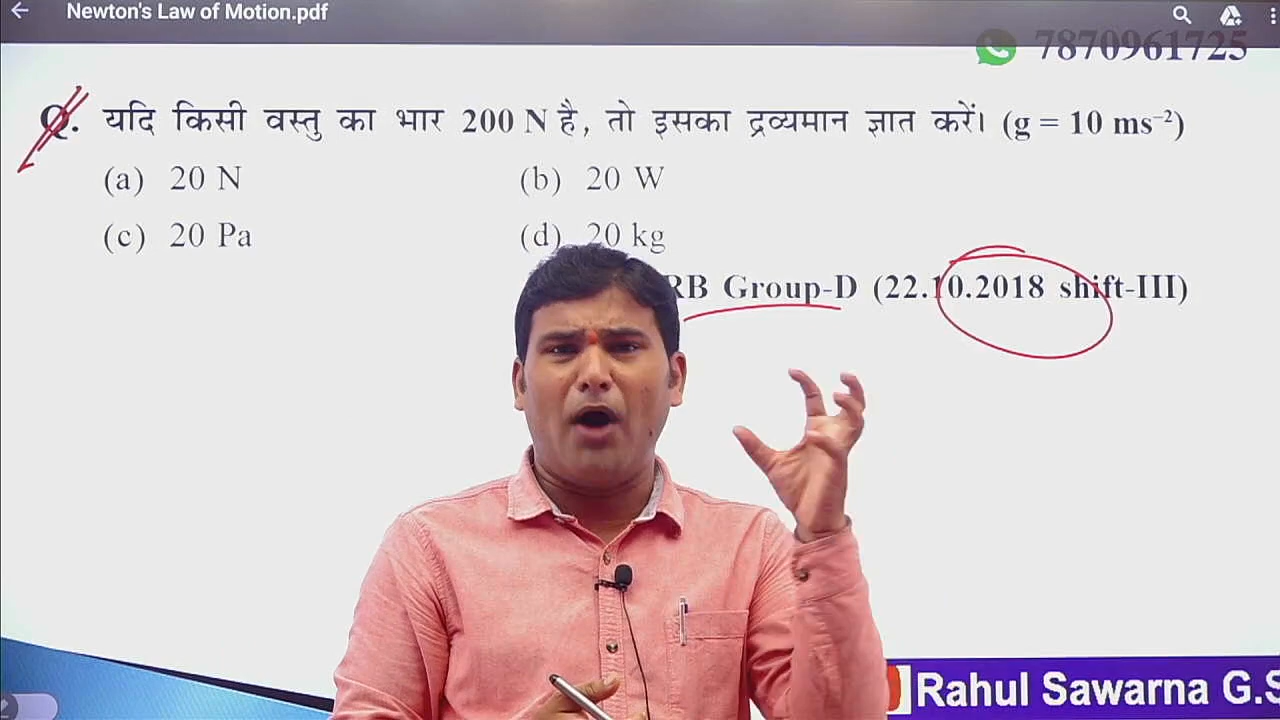 Newton's Law of Motion.pdf
7870961725
Q. यदि किसी वस्तु का भार 200 N है, तो इसका द्रव्यमान ज्ञात करें। (g = 10 ms⁻²)
(a) 20 N (b) 20 W
(c) 20 Pa (d) 20 kg
RB Group-D (22.10.2018 shift-III)
Rahul Sawarna G.S